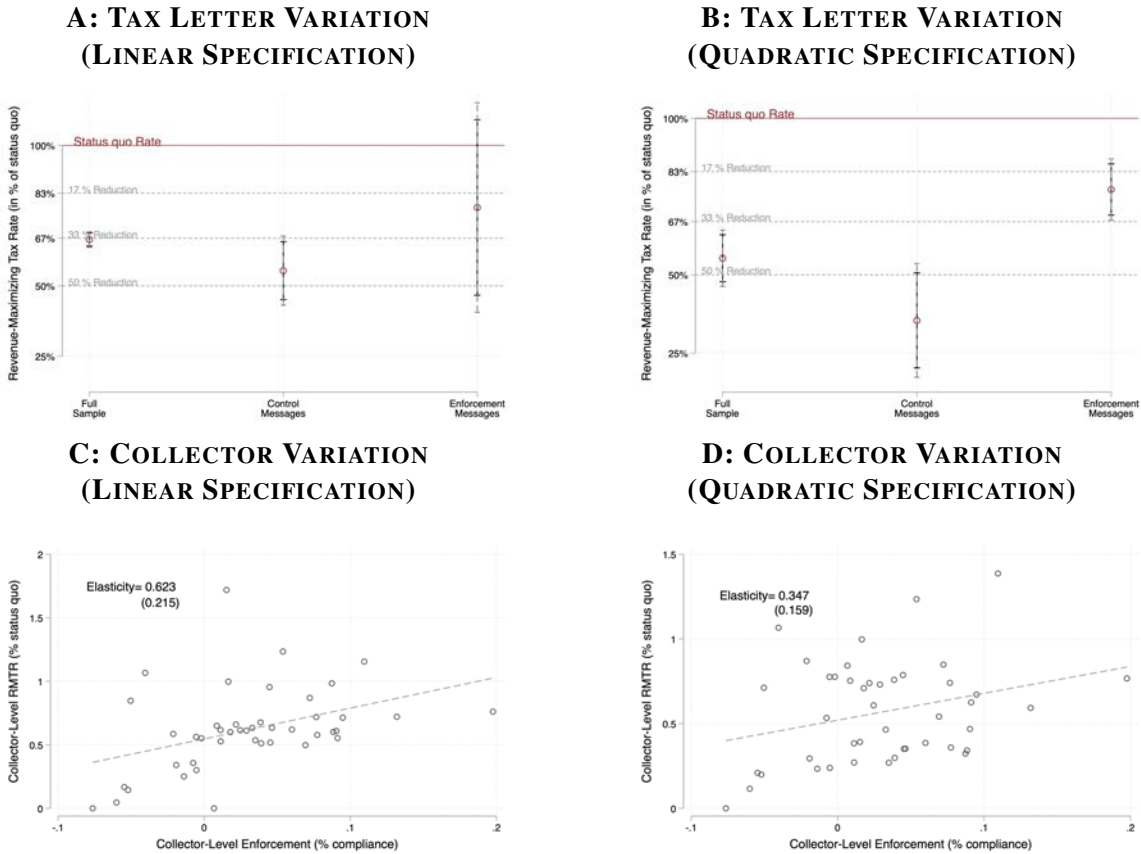 A: TAX LETTER VARIATION
(LINEAR SPECIFICATION)
Revenue-Maximizing Tax Rate (in % of status quo)
Status quo Rate
100%
17 % Reduction
83%
33 % Reduction
67%
50 % Reduction
50%
25%
Full
Sample
Control
Messages
Enforcement
Messages
B: TAX LETTER VARIATION
(QUADRATIC SPECIFICATION)
Revenue-Maximizing Tax Rate (in % of status quo)
Status quo Rate
100%
17 % Reduction
83%
33 % Reduction
67%
50 % Reduction
50%
25%
Full
Sample
Control
Messages
Enforcement
Messages
C: COLLECTOR VARIATION
(LINEAR SPECIFICATION)
Collector-Level RMTR (% status quo)
2
1.5
1
0.5
0
Elasticity= 0.623
(0.215)
-.1
0
.1
.2
Collector-Level Enforcement (% compliance)
D: COLLECTOR VARIATION
(QUADRATIC SPECIFICATION)
Collector-Level RMTR (% status quo)
1.5
1
0.5
0
Elasticity= 0.347
(0.159)
-.1
0
.1
.2
Collector-Level Enforcement (% compliance)